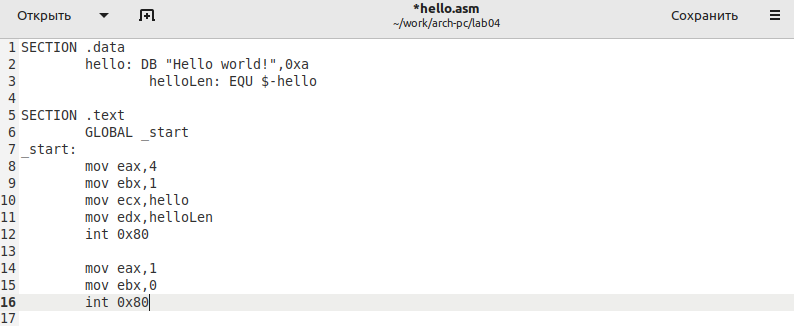 Открыть
*hello.asm
~/work/arch-pc/lab04
Сохранить
1 SECTION .data
2         hello: DB "Hello world!",0xa
3                 helloLen: EQU $-hello
4
5 SECTION .text
6         GLOBAL _start
7 _start:
8         mov eax,4
9         mov ebx,1
10         mov ecx,hello
11         mov edx,helloLen
12         int 0x80
13
14         mov eax,1
15         mov ebx,0
16         int 0x80
17